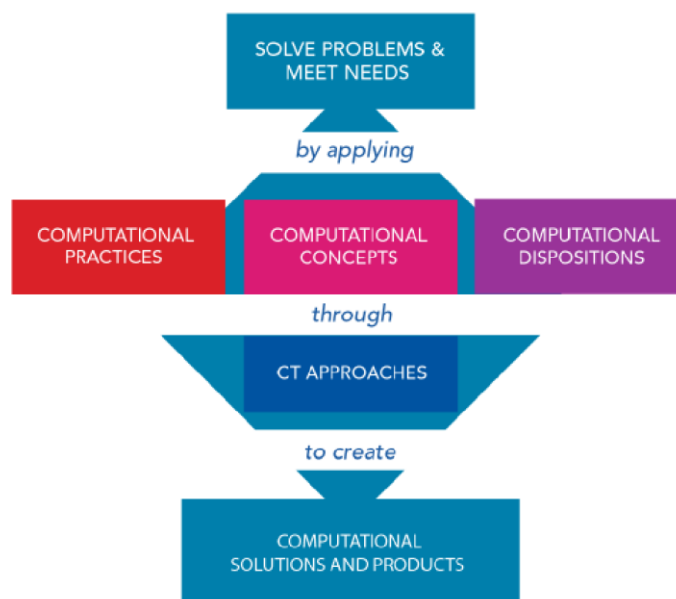 SOLVE PROBLEMS &
MEET NEEDS
by applying
COMPUTATIONAL
PRACTICES
COMPUTATIONAL
CONCEPTS
COMPUTATIONAL
DISPOSITIONS
through
CT APPROACHES
to create
COMPUTATIONAL
SOLUTIONS AND PRODUCTS